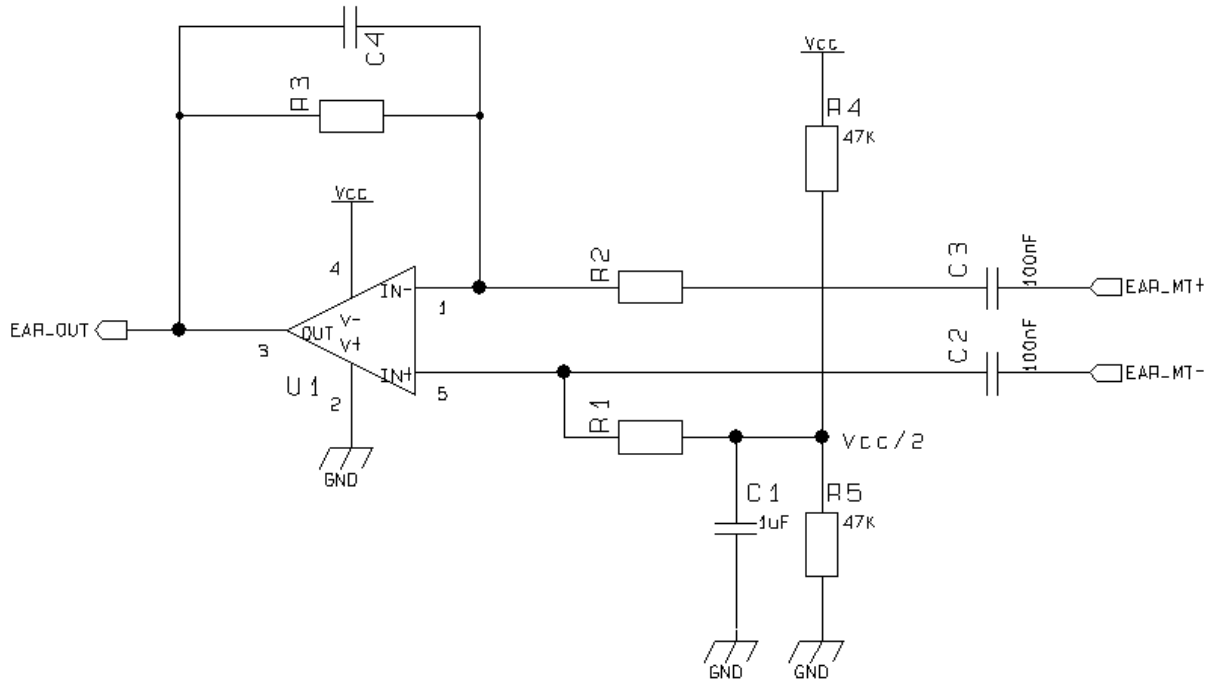 C4
R3
Vcc
R4
47K
Vcc
4
IN-
1
R2
C3
100nF
EAR_MT+
EAR_OUT
3
OUT
V-
V+
U1
2
IN+
5
C2
100nF
EAR_MT-
R1
Vcc/2
GND
C1
1uF
R5
47K
GND
GND